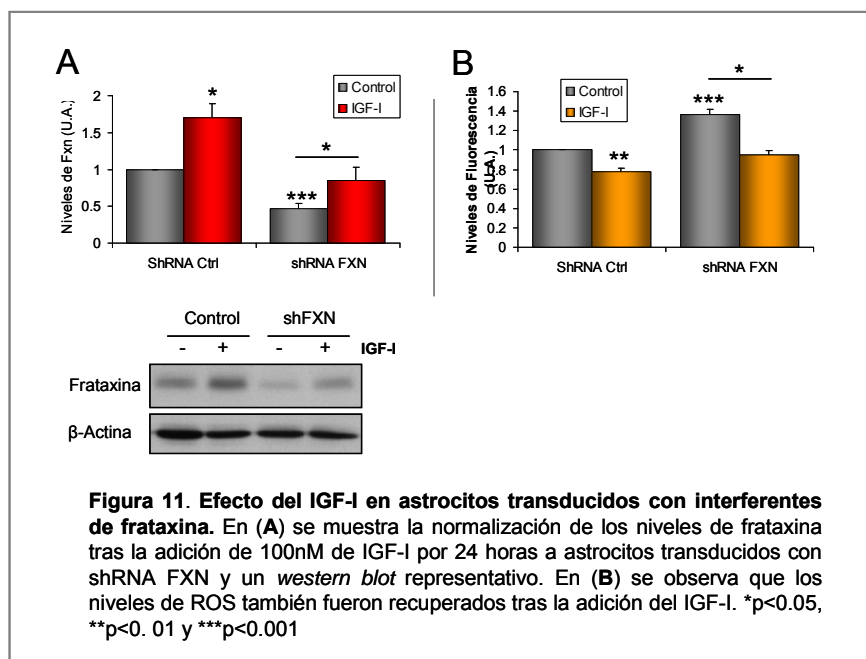 A
Control
IGF-I
Niveles de Fxn (U.A.)
2
1.5
1
0.5
0
*
***
*
ShRNA Ctrl
shRNA FXN
B
Control
IGF-I
Niveles de Fluorescencia
(U.A.)
1.6
1.4
1.2
1
0.8
0.6
0.4
0.2
0
**
***
*
ShRNA Ctrl
shRNA FXN
Control shFXN
- + - + IGF-I
Frataxina
β-Actina
Figura 11. Efecto del IGF-I en astrocitos transducidos con interferentes
de frataxina. En (A) se muestra la normalización de los niveles de frataxina
tras la adición de 100nM de IGF-I por 24 horas a astrocitos transducidos con
shRNA FXN y un western blot representativo. En (B) se observa que los
niveles de ROS también fueron recuperados tras la adición del IGF-I. *p<0.05,
**p<0. 01 y ***p<0.001